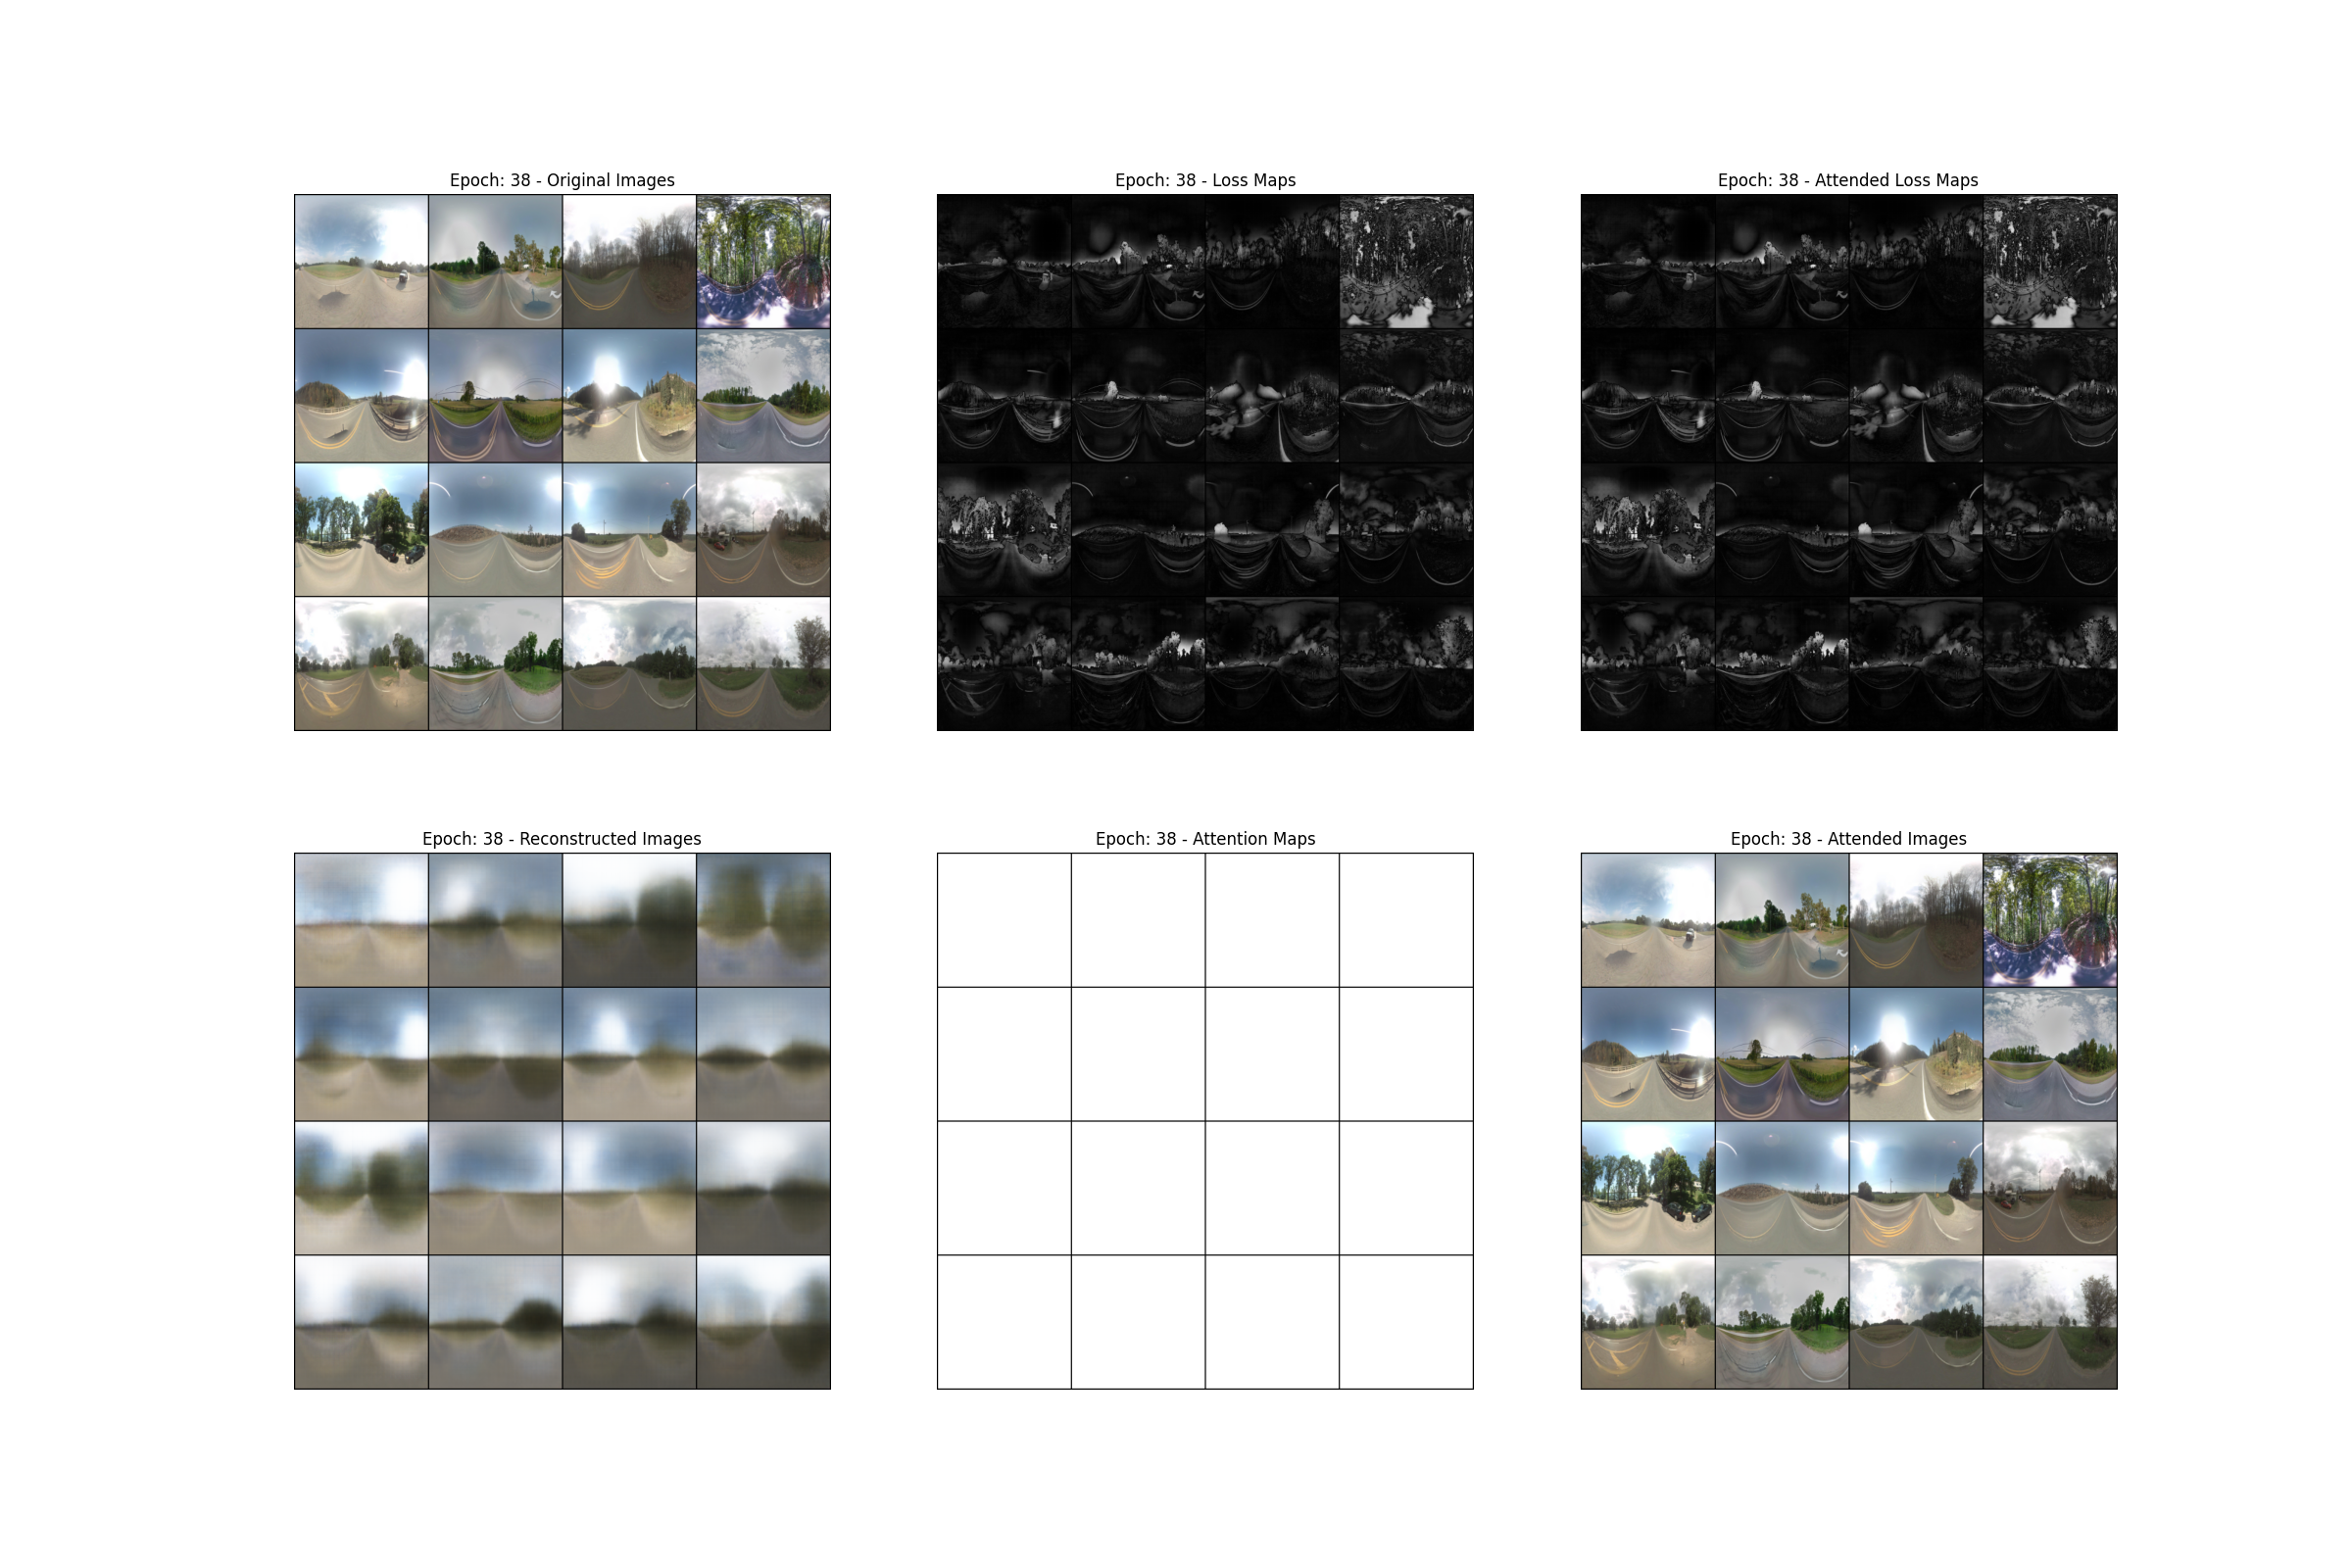 Epoch: 38 - Original Images
Epoch: 38 - Loss Maps
Epoch: 38 - Attended Loss Maps
Epoch: 38 - Reconstructed Images
Epoch: 38 - Attention Maps
Epoch: 38 - Attended Images